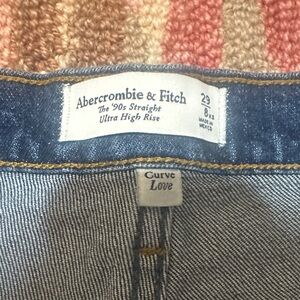 Abercrombie & Fitch
The '90s Straight
Ultra High Rise
29
8
MADE IN
MEXICO
Curve
Love